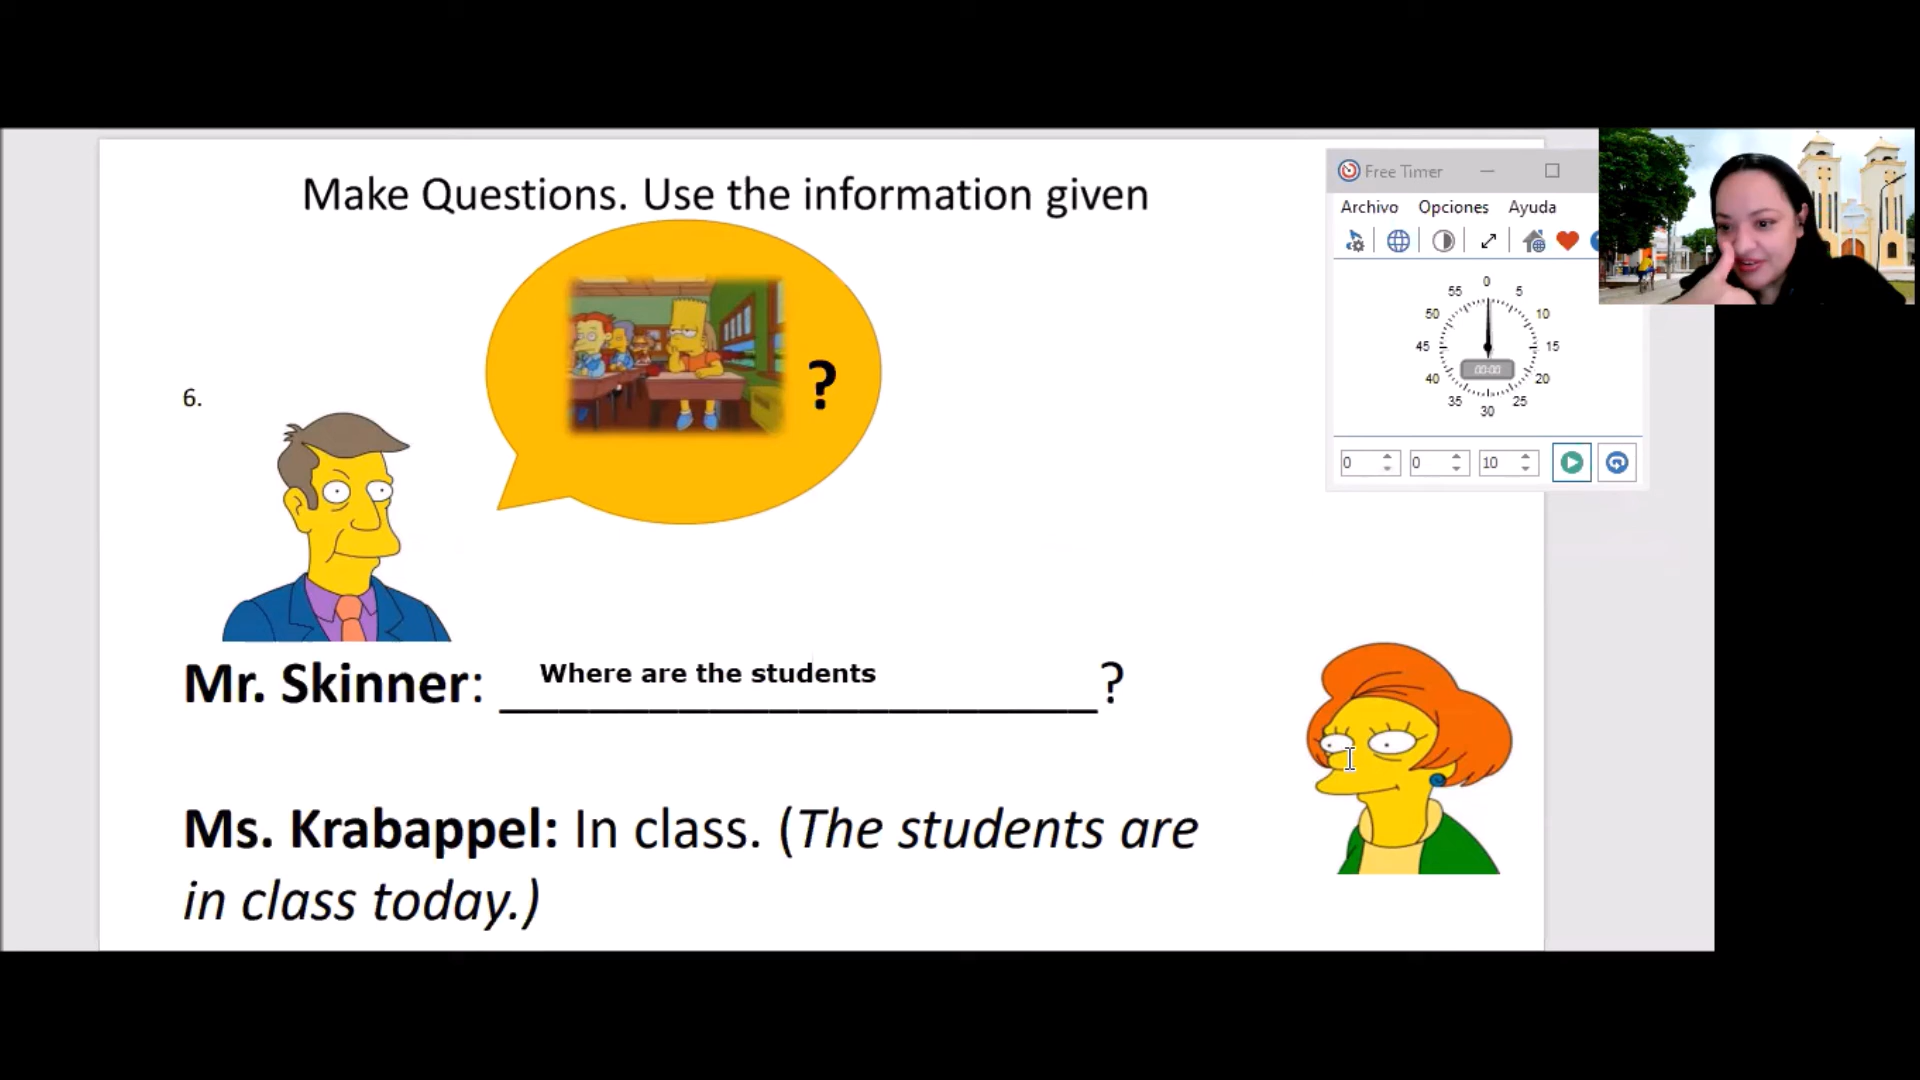 Make Questions. Use the information given
6.
?
Mr. Skinner: Where are the students ?
Ms. Krabappel: In class. (The students are
in class today.)
Free Timer
Archivo Opciones Ayuda
0
55 5
50 10
45 15
00:00
40 20
35 25
30
0 0 10